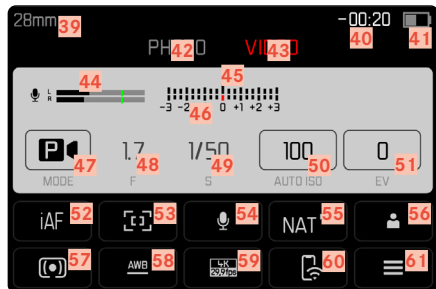 28mm 39 -00:20 40 41
PHOTO 42 VIDEO 43
44 45
L
R
-3 -2 46 0 +1 +2 +3
P 47 1.7 48 1/50 49 100 50 0 51
MODE F S AUTO ISO EV
iAF 52 53 54 NAT 55 56
57 AWB 58 4K 29,97fps 59 60 61